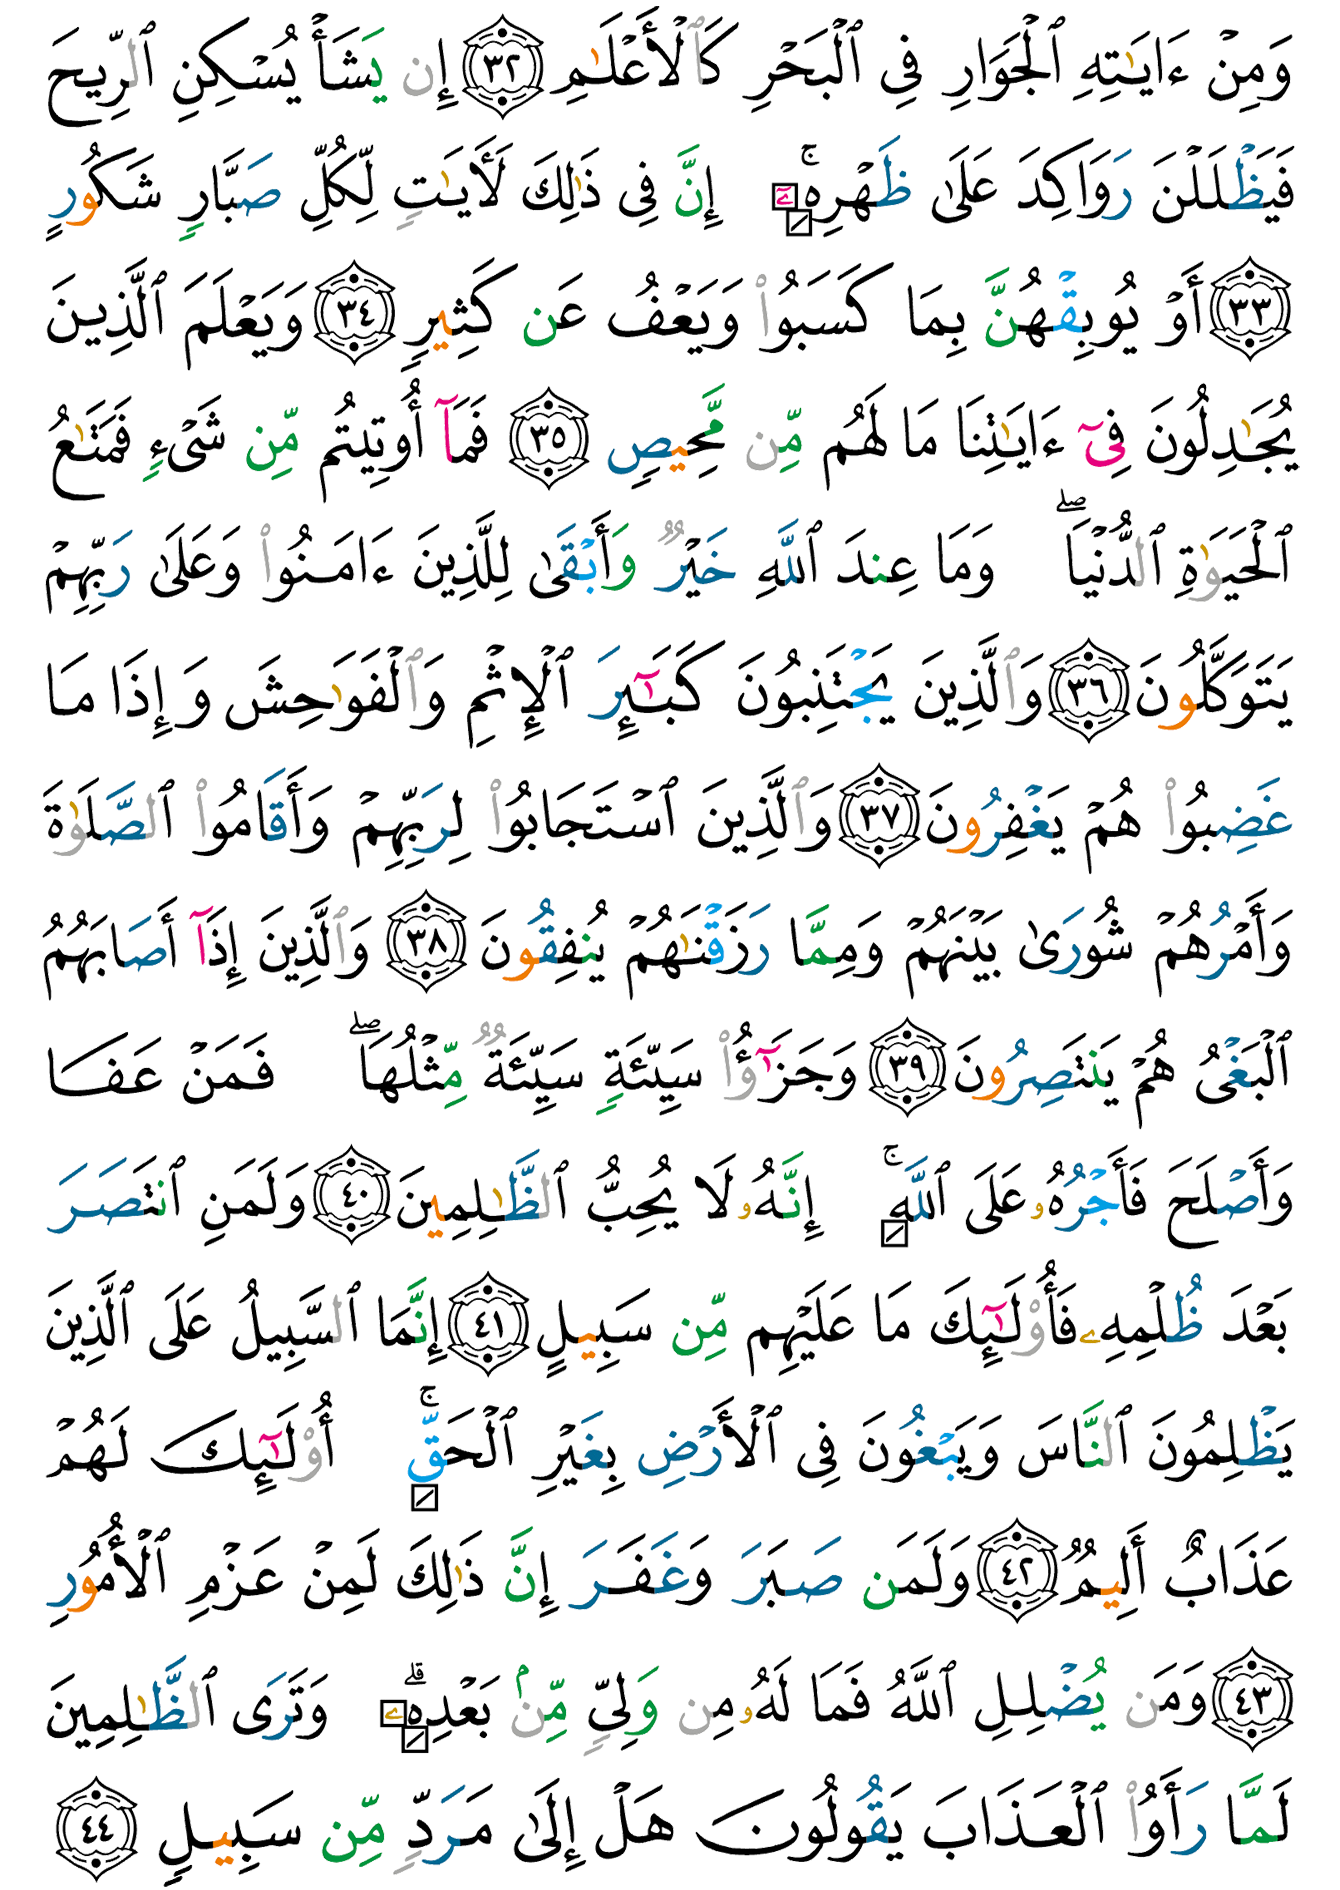 وَمِنْ ءَايَـٰتِهِ ٱلْجَوَارِ فِى ٱلْبَحْرِ كَٱلْأَعْلَـٰمِ ٣٢ إِن يَشَأْ يُسْكِنِ ٱلرِّيحَ
فَيَظْلَلْنَ رَوَاكِدَ عَلَىٰ ظَهْرِهِۦٓ ۚ إِنَّ فِى ذَٰلِكَ لَـَٔايَـٰتٍ لِّكُلِّ صَبَّارٍ شَكُورٍ
٣٣ أَوْ يُوبِقْهُنَّ بِمَا كَسَبُوا۟ وَيَعْفُ عَن كَثِيرٍ ٣٤ وَيَعْلَمَ ٱلَّذِينَ
يُجَـٰدِلُونَ فِىٓ ءَايَـٰتِنَا مَا لَهُم مِّن مَّحِيصٍ ٣٥ فَمَآ أُوتِيتُم مِّن شَىْءٍ فَمَتَـٰعُ
ٱلْحَيَوٰةِ ٱلدُّنْيَا ۖ وَمَا عِندَ ٱللَّهِ خَيْرٌ وَأَبْقَىٰ لِلَّذِينَ ءَامَنُوا۟ وَعَلَىٰ رَبِّهِمْ
يَتَوَكَّلُونَ ٣٦ وَٱلَّذِينَ يَجْتَنِبُونَ كَبَـٰٓئِرَ ٱلْإِثْمِ وَٱلْفَوَٰحِشَ وَإِذَا مَا
غَضِبُوا۟ هُمْ يَغْفِرُونَ ٣٧ وَٱلَّذِينَ ٱسْتَجَابُوا۟ لِرَبِّهِمْ وَأَقَامُوا۟ ٱلصَّلَوٰةَ
وَأَمْرُهُمْ شُورَىٰ بَيْنَهُمْ وَمِمَّا رَزَقْنَـٰهُمْ يُنفِقُونَ ٣٨ وَٱلَّذِينَ إِذَآ أَصَابَهُمُ
ٱلْبَغْىُ هُمْ يَنتَصِرُونَ ٣٩ وَجَزَٰٓؤُا۟ سَيِّئَةٍ سَيِّئَةٌ مِّثْلُهَا ۖ فَمَنْ عَفَا
وَأَصْلَحَ فَأَجْرُهُۥ عَلَى ٱللَّهِ ۚ إِنَّهُۥ لَا يُحِبُّ ٱلظَّـٰلِمِينَ ٤٠ وَلَمَنِ ٱنتَصَرَ
بَعْدَ ظُلْمِهِۦ فَأُو۟لَـٰٓئِكَ مَا عَلَيْهِم مِّن سَبِيلٍ ٤١ إِنَّمَا ٱلسَّبِيلُ عَلَى ٱلَّذِينَ
يَظْلِمُونَ ٱلنَّاسَ وَيَبْغُونَ فِى ٱلْأَرْضِ بِغَيْرِ ٱلْحَقِّ ۚ أُو۟لَـٰٓئِكَ لَهُمْ
عَذَابٌ أَلِيمٌ ٤٢ وَلَمَن صَبَرَ وَغَفَرَ إِنَّ ذَٰلِكَ لَمِنْ عَزْمِ ٱلْأُمُورِ
٤٣ وَمَن يُضْلِلِ ٱللَّهُ فَمَا لَهُۥ مِن وَلِىٍّ مِّنۢ بَعْدِهِۦ ۗ وَتَرَى ٱلظَّـٰلِمِينَ
لَمَّا رَأَوُا۟ ٱلْعَذَابَ يَقُولُونَ هَلْ إِلَىٰ مَرَدٍّ مِّن سَبِيلٍ ٤٤